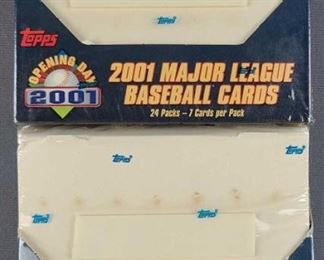 Topps
Topps
OPENING DAY
2001
2001 MAJOR LEAGUE
BASEBALL CARDS
24 Packs – 7 Cards per Pack
Topps
Topps
Topps
Topps